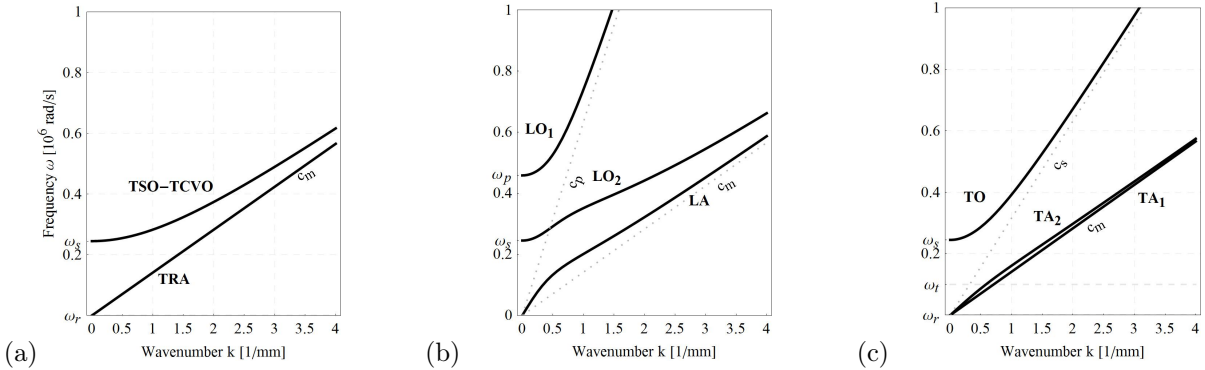 (a)
Frequency ω [10⁶ rad/s]
1
0.8
0.6
0.4
ωs
0.2
ωr
TSO−TCVO
TRA
cm
0 0.5 1 1.5 2 2.5 3 3.5 4
Wavenumber k [1/mm]
(b)
1
0.8
0.6
ωp
0.4
ωs
0.2
0
LO1
cp
LO2
LA
cm
0 0.5 1 1.5 2 2.5 3 3.5 4
Wavenumber k [1/mm]
(c)
1
0.8
0.6
0.4
ωs
0.2
ωt
ωr
TO
cs
TA2
TA1
cm
0 0.5 1 1.5 2 2.5 3 3.5 4
Wavenumber k [1/mm]